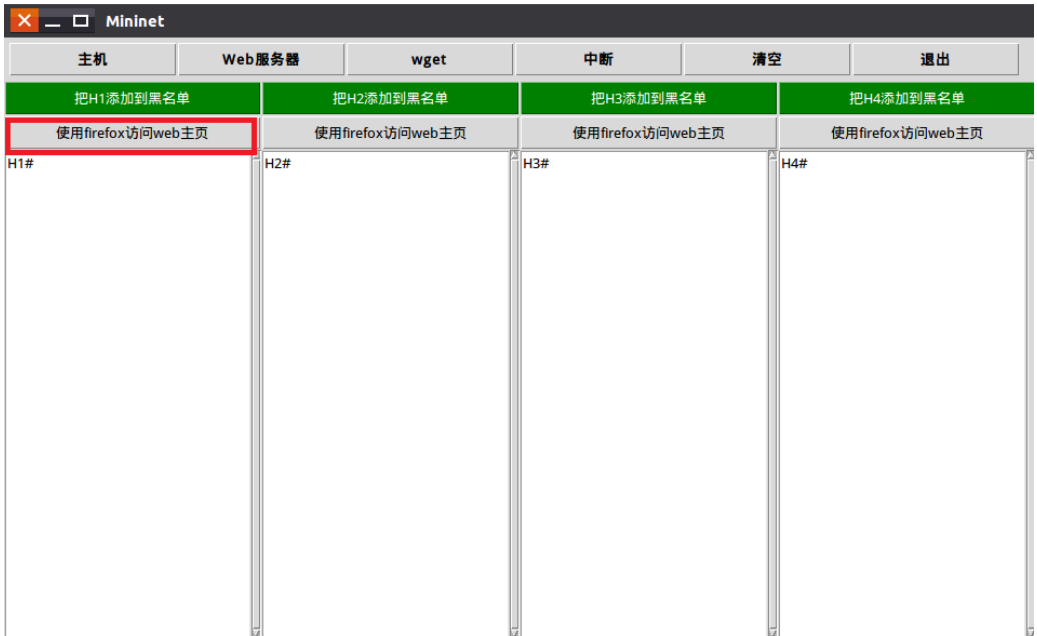 Mininet
主机 Web服务器 wget 中断 清空 退出
把H1添加到黑名单 把H2添加到黑名单 把H3添加到黑名单 把H4添加到黑名单
使用firefox访问web主页 使用firefox访问web主页 使用firefox访问web主页 使用firefox访问web主页
H1# H2# H3# H4#